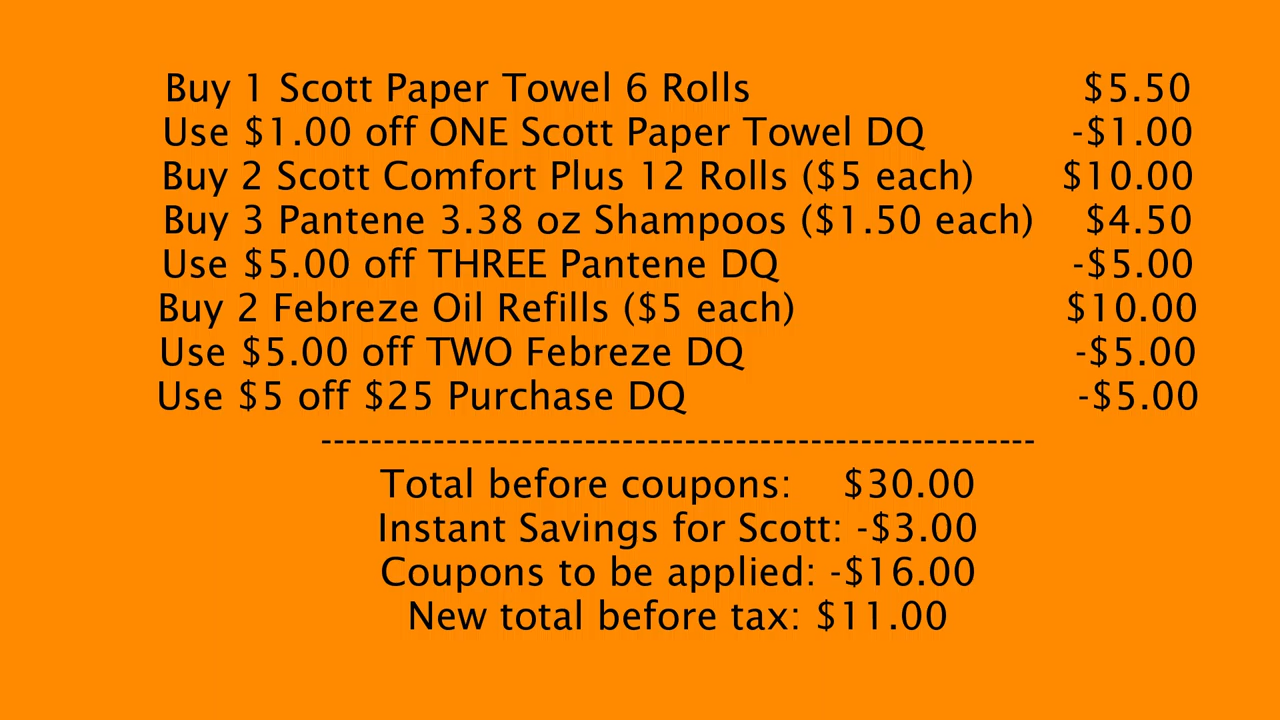 Buy 1 Scott Paper Towel 6 Rolls $5.50
Use $1.00 off ONE Scott Paper Towel DQ -$1.00
Buy 2 Scott Comfort Plus 12 Rolls ($5 each) $10.00
Buy 3 Pantene 3.38 oz Shampoos ($1.50 each) $4.50
Use $5.00 off THREE Pantene DQ -$5.00
Buy 2 Febreze Oil Refills ($5 each) $10.00
Use $5.00 off TWO Febreze DQ -$5.00
Use $5 off $25 Purchase DQ -$5.00
---------------------------------------------------------
Total before coupons: $30.00
Instant Savings for Scott: -$3.00
Coupons to be applied: -$16.00
New total before tax: $11.00